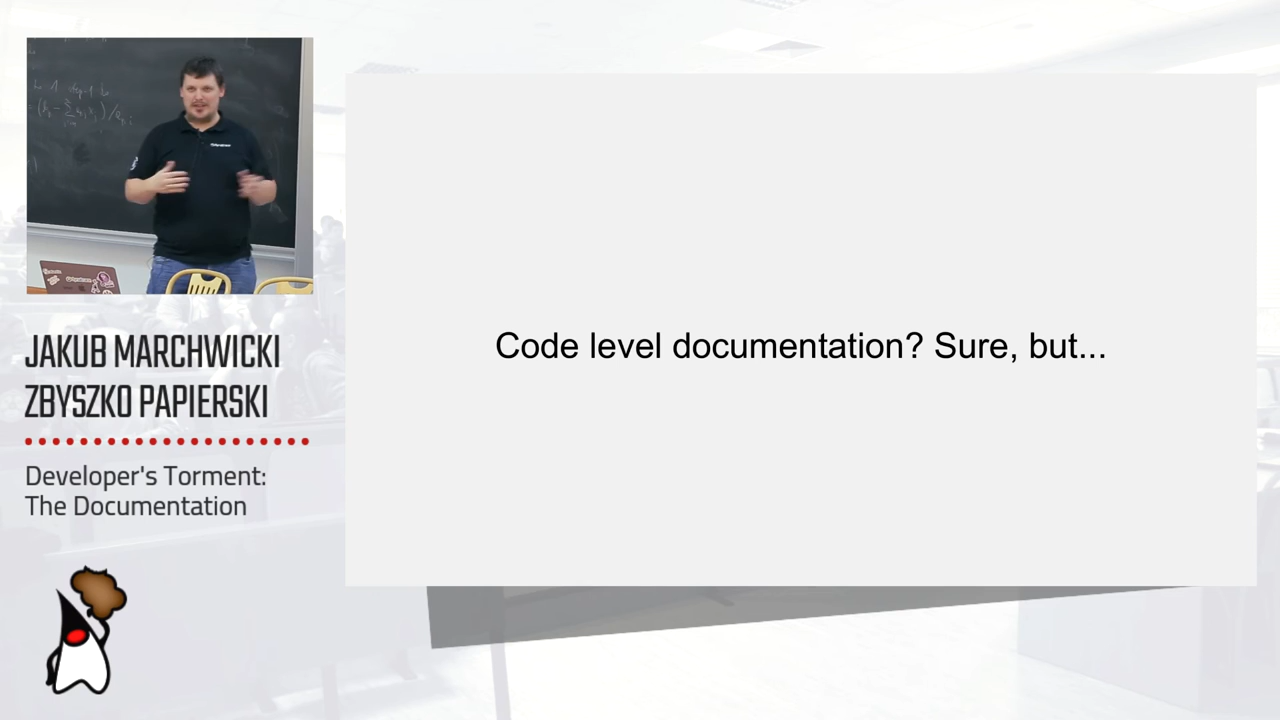 JAKUB MARCHWICKI
ZBYSZKO PAPIERSKI
Developer's Torment:
The Documentation
Code level documentation? Sure, but...